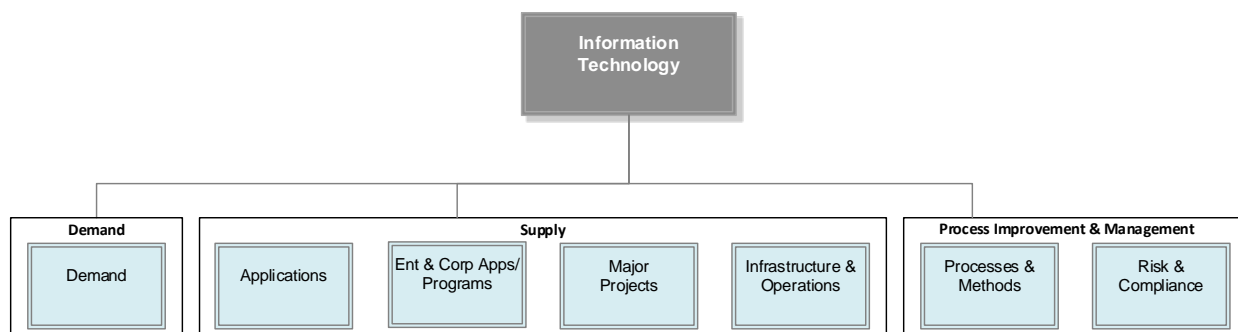 Information
Technology
Demand
Supply
Process Improvement & Management
Demand
Applications
Ent & Corp Apps/
Programs
Major
Projects
Infrastructure &
Operations
Processes &
Methods
Risk &
Compliance